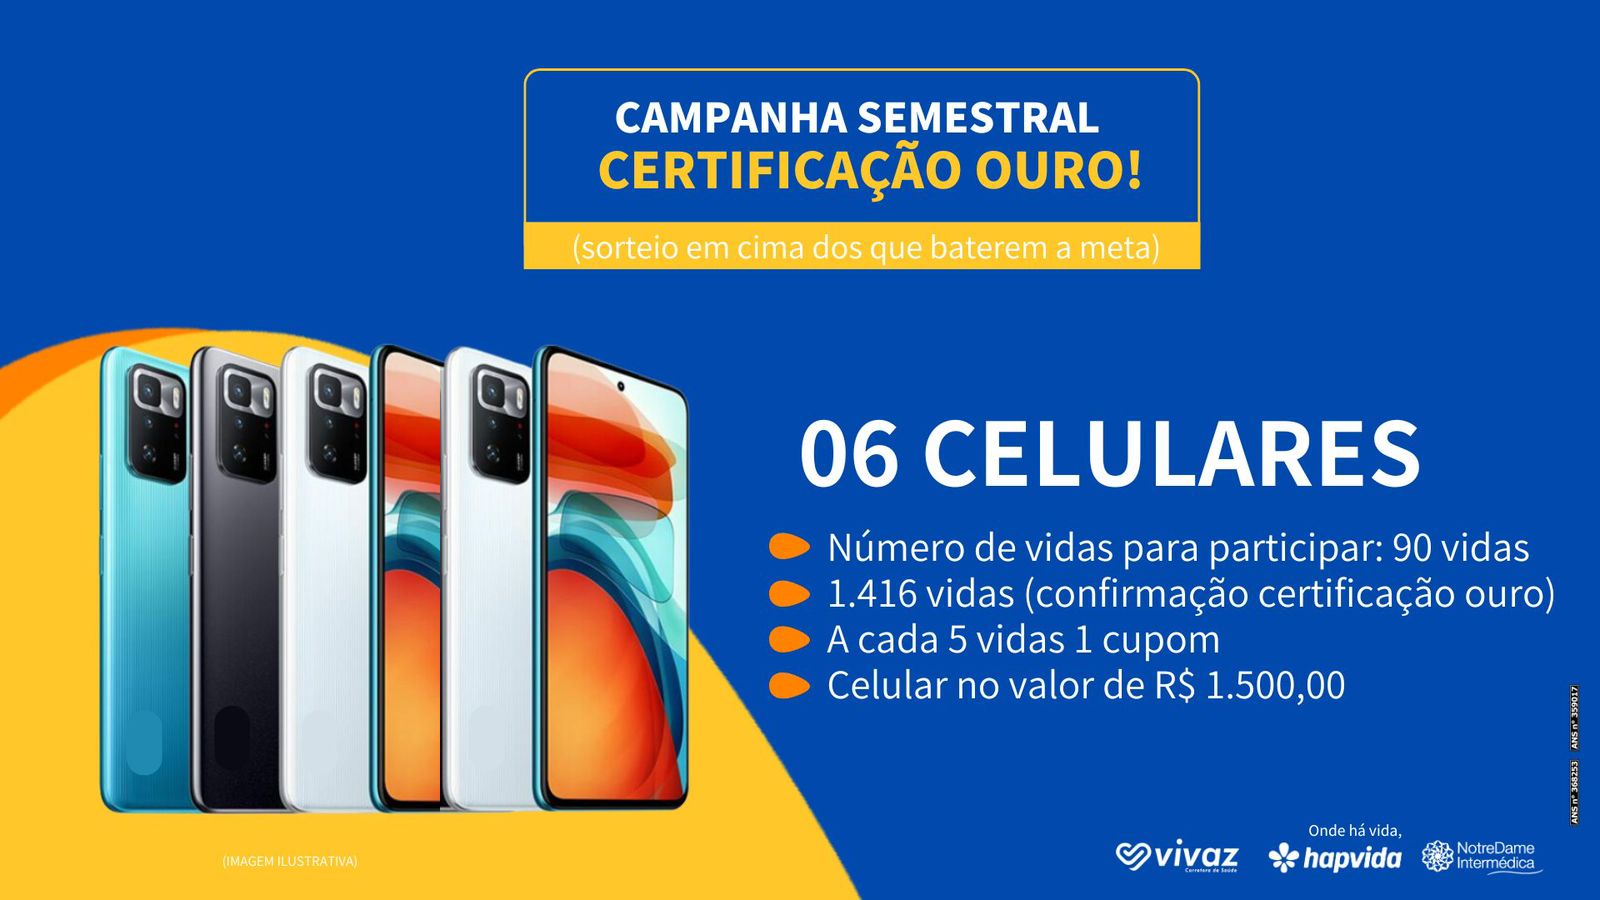 CAMPANHA SEMESTRAL
CERTIFICAÇÃO OURO!
(sorteio em cima dos que baterem a meta)
06 CELULARES
Número de vidas para participar: 90 vidas
1.416 vidas (confirmação certificação ouro)
A cada 5 vidas 1 cupom
Celular no valor de R$ 1.500,00
(IMAGEM ILUSTRATIVA)
vivaz
Corretora de Saúde
Onde há vida,
hapvida
NotreDame
Intermédica
ANS nº 368253
ANS nº 359017